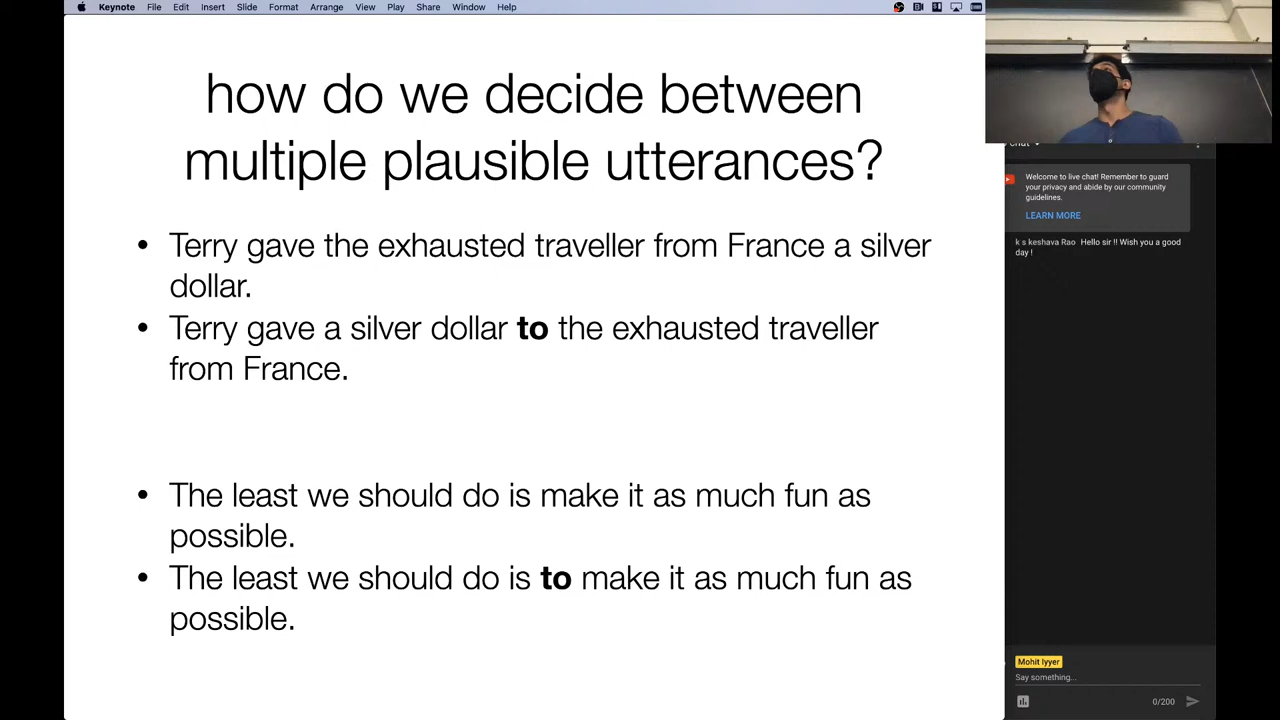 Keynote File Edit Insert Slide Format Arrange View Play Share Window Help
how do we decide between
multiple plausible utterances?
• Terry gave the exhausted traveller from France a silver
dollar.
• Terry gave a silver dollar to the exhausted traveller
from France.
• The least we should do is make it as much fun as
possible.
• The least we should do is to make it as much fun as
possible.
chat
Welcome to live chat! Remember to guard
your privacy and abide by our community
guidelines.
LEARN MORE
k s keshava Rao Hello sir !! Wish you a good
day !
Mohit Iyyer
Say something...
0/200